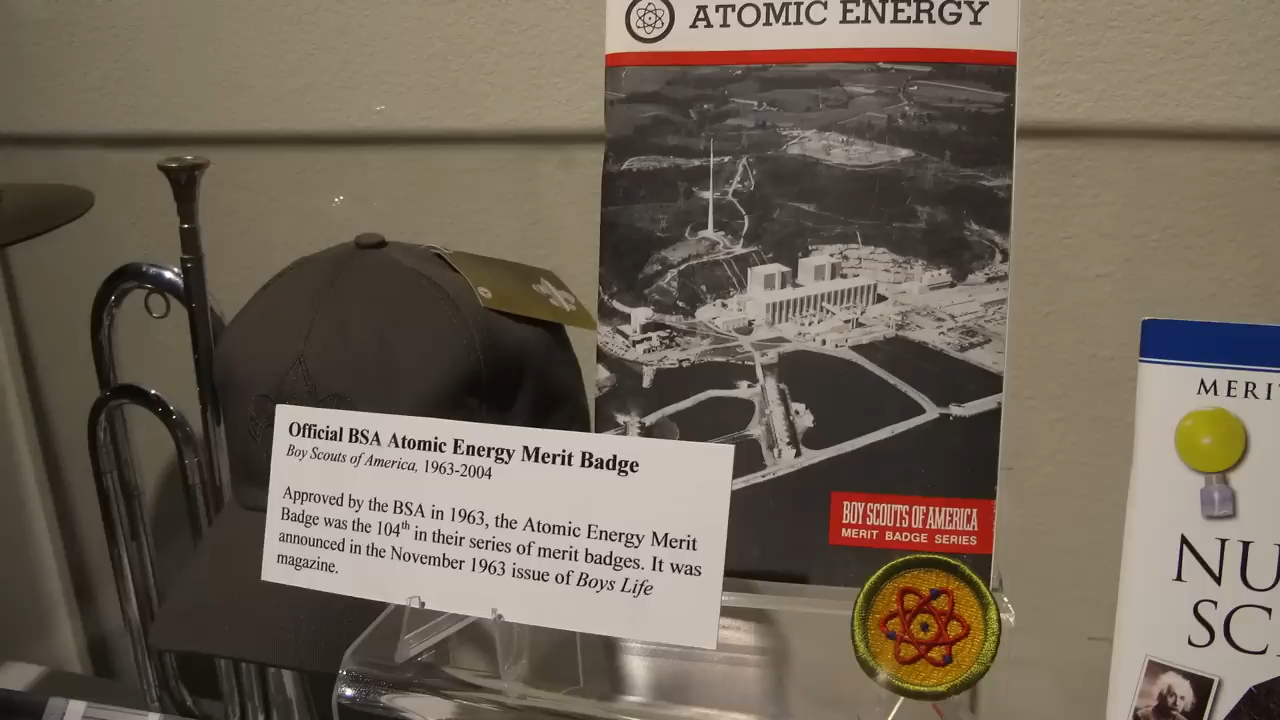 ATOMIC ENERGY
BOY SCOUTS OF AMERICA
MERIT BADGE SERIES
Official BSA Atomic Energy Merit Badge
Boy Scouts of America, 1963-2004
Approved by the BSA in 1963, the Atomic Energy Merit
Badge was the 104th in their series of merit badges. It was
announced in the November 1963 issue of Boys Life
magazine.
MERI
NU
SC